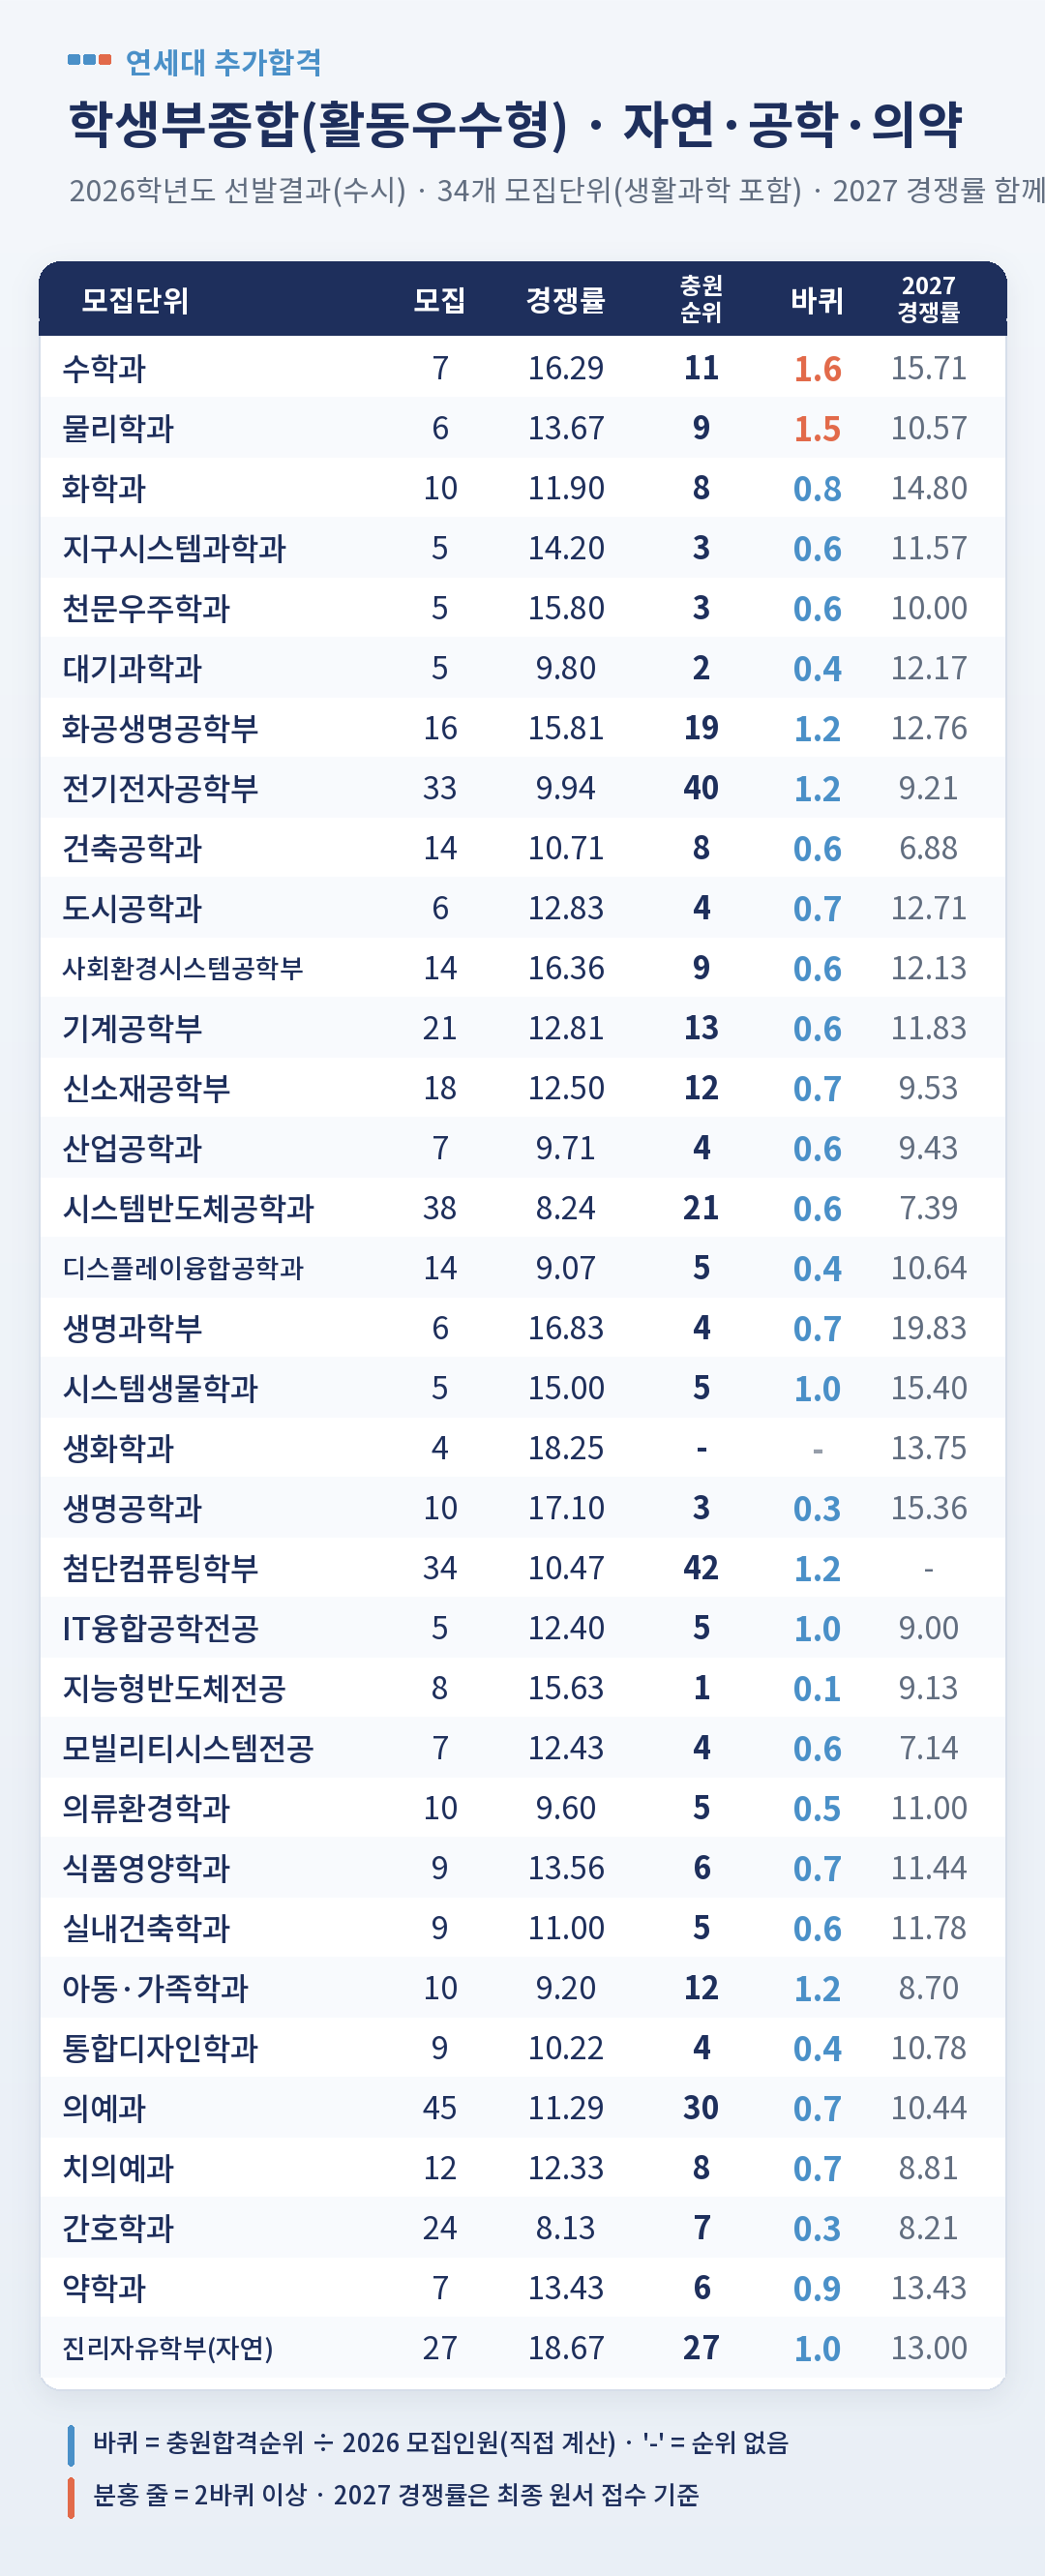 연세대 추가합격
학생부종합(활동우수형) · 자연·공학·의약
2026학년도 선발결과(수시) · 34개 모집단위(생활과학 포함) · 2027 경쟁률 함께
모집단위 모집 경쟁률 충원 순위 바퀴 2027 경쟁률
수학과 7 16.29 11 1.6 15.71
물리학과 6 13.67 9 1.5 10.57
화학과 10 11.90 8 0.8 14.80
지구시스템과학과 5 14.20 3 0.6 11.57
천문우주학과 5 15.80 3 0.6 10.00
대기과학과 5 9.80 2 0.4 12.17
화공생명공학부 16 15.81 19 1.2 12.76
전기전자공학부 33 9.94 40 1.2 9.21
건축공학과 14 10.71 8 0.6 6.88
도시공학과 6 12.83 4 0.7 12.71
사회환경시스템공학부 14 16.36 9 0.6 12.13
기계공학부 21 12.81 13 0.6 11.83
신소재공학부 18 12.50 12 0.7 9.53
산업공학과 7 9.71 4 0.6 9.43
시스템반도체공학과 38 8.24 21 0.6 7.39
디스플레이융합공학과 14 9.07 5 0.4 10.64
생명과학부 6 16.83 4 0.7 19.83
시스템생물학과 5 15.00 5 1.0 15.40
생화학과 4 18.25 - - 13.75
생명공학과 10 17.10 3 0.3 15.36
첨단컴퓨팅학부 34 10.47 42 1.2 -
IT융합공학전공 5 12.40 5 1.0 9.00
지능형반도체전공 8 15.63 1 0.1 9.13
모빌리티시스템전공 7 12.43 4 0.6 7.14
의류환경학과 10 9.60 5 0.5 11.00
식품영양학과 9 13.56 6 0.7 11.44
실내건축학과 9 11.00 5 0.6 11.78
아동·가족학과 10 9.20 12 1.2 8.70
통합디자인학과 9 10.22 4 0.4 10.78
의예과 45 11.29 30 0.7 10.44
치의예과 12 12.33 8 0.7 8.81
간호학과 24 8.13 7 0.3 8.21
약학과 7 13.43 6 0.9 13.43
진리자유학부(자연) 27 18.67 27 1.0 13.00
바퀴 = 충원합격순위 ÷ 2026 모집인원(직접 계산) · '-' = 순위 없음
분홍 줄 = 2바퀴 이상 · 2027 경쟁률은 최종 원서 접수 기준